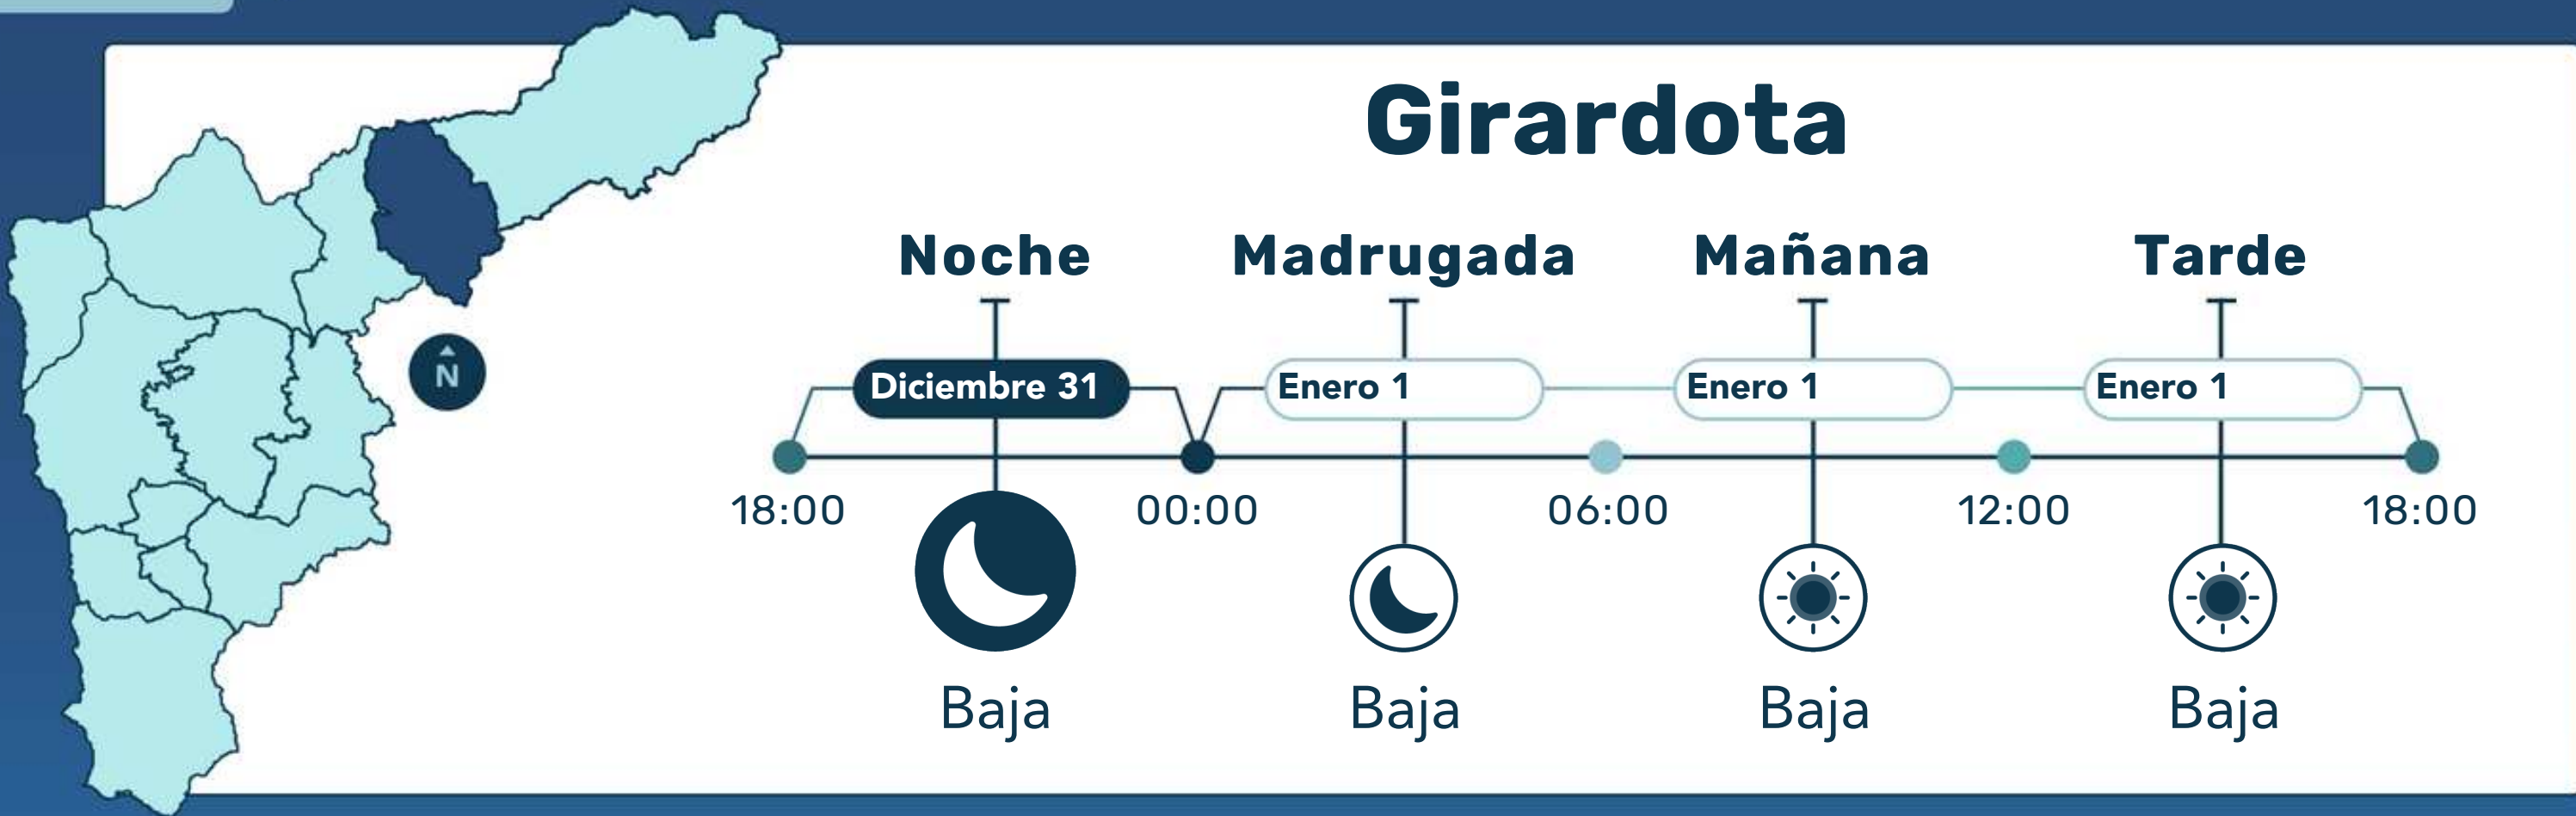 Girardota
Noche Madrugada Mañana Tarde
Diciembre 31 Enero 1 Enero 1 Enero 1
N
18:00 00:00 06:00 12:00 18:00
Baja Baja Baja Baja